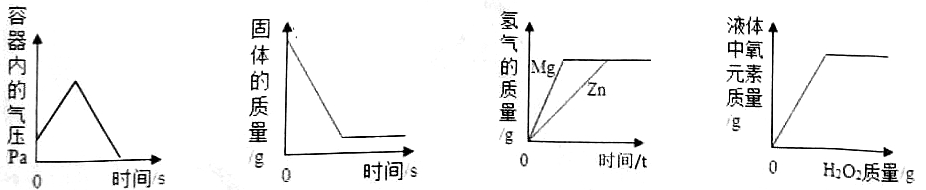 容器内的气压
Pa
0
时间/s
固体的质量
/g
0
时间/s
氢气的质量
/g
Mg
Zn
0
时间/t
液体
中氧
元素
质量
/g
0
H₂O₂质量/g